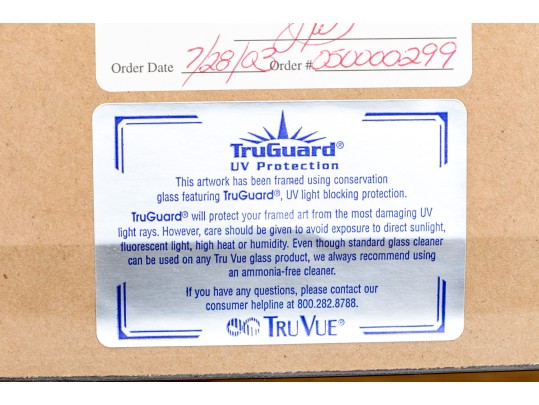 Order Date 7/28/03 Order # 050000299
TruGuard®
UV Protection
This artwork has been framed using conservation
glass featuring TruGuard®, UV light blocking protection.
TruGuard® will protect your framed art from the most damaging UV
light rays. However, care should be given to avoid exposure to direct sunlight,
fluorescent light, high heat or humidity. Even though standard glass cleaner
can be used on any Tru Vue glass product, we always recommend using
an ammonia-free cleaner.
If you have any questions, please contact our
consumer helpline at 800.282.8788.
TRU VUE®